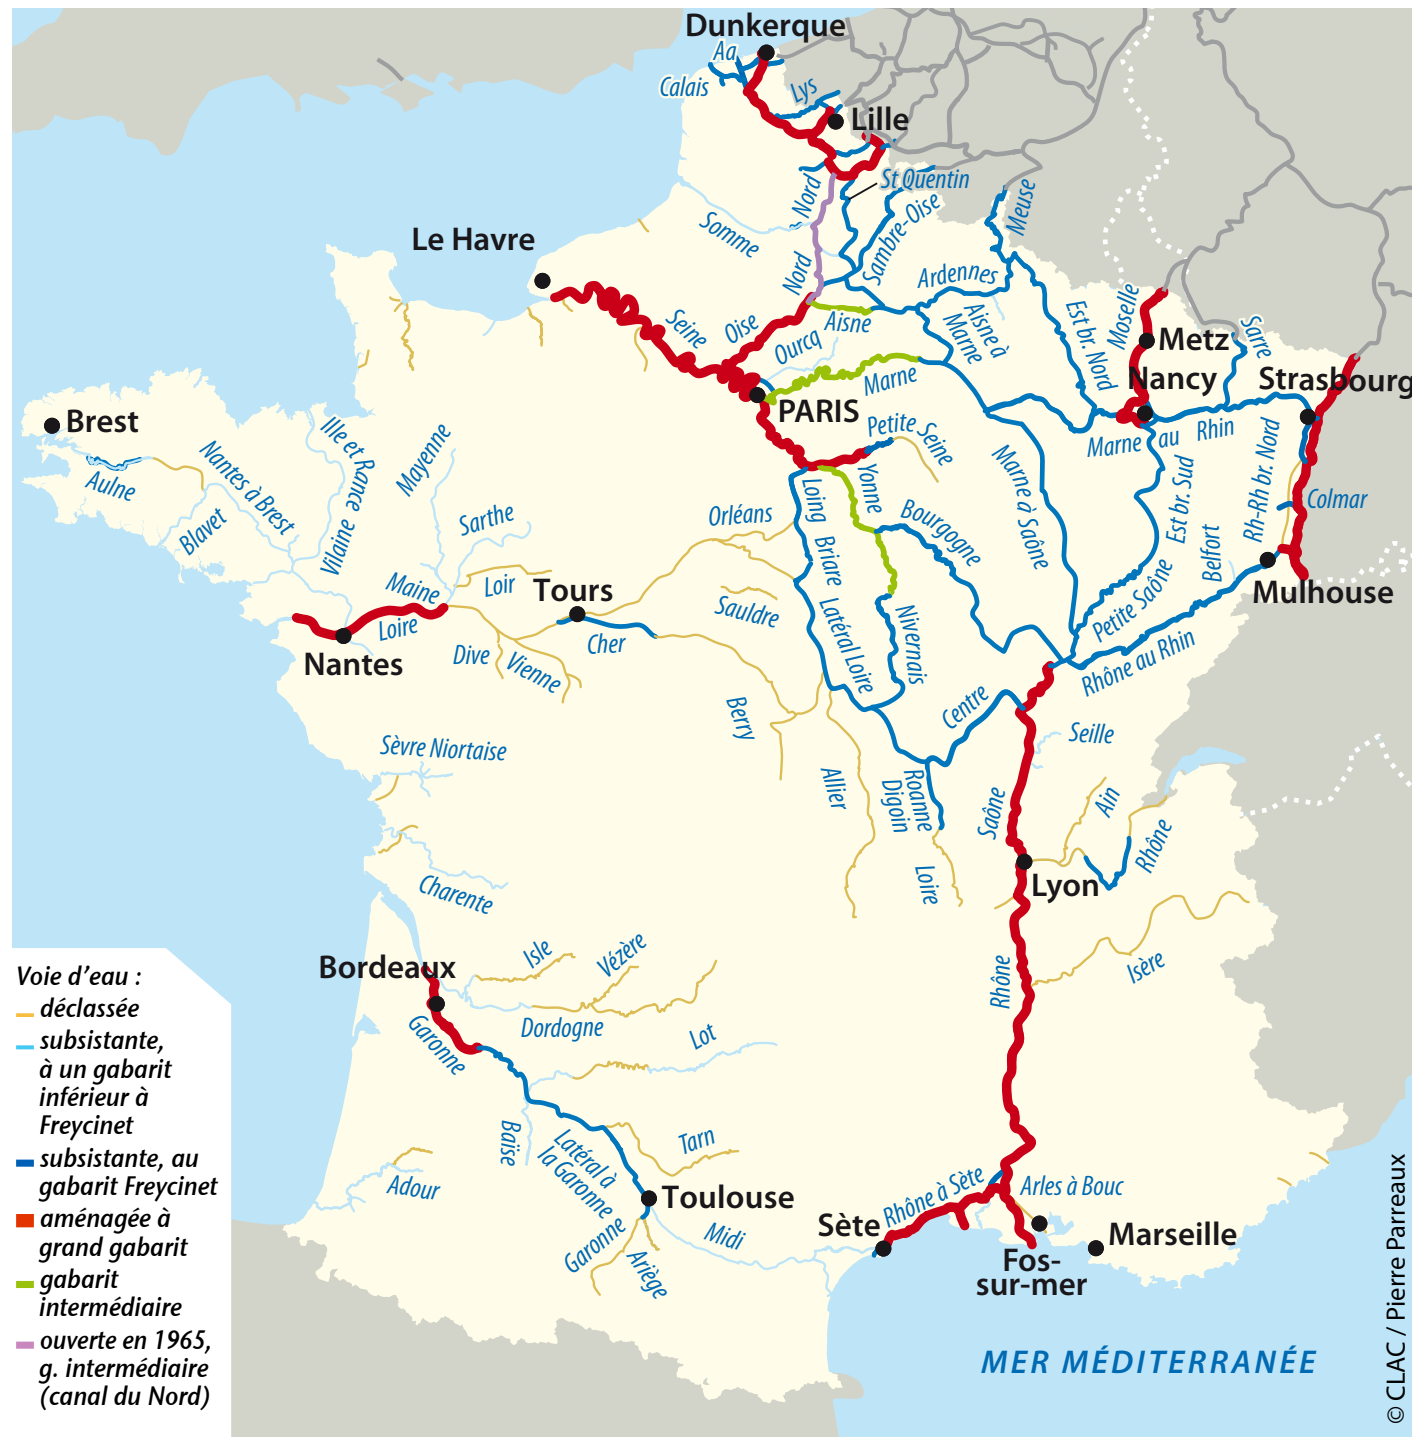 Dunkerque
Aa
Calais
Lys
Lille
St Quentin
Nord
Somme
Sambre-Oise
Meuse
Le Havre
Nord
Ardennes
Seine
Oise
Ourcq
Aisne
Aisne à
Marne
Est br. Nord
Moselle
Metz
Sarre
Nancy
Strasbourg
Marne
PARIS
Brest
Petite Seine
Marne au Rhin
Aulne
Nantes à Brest
Blavet
Ille et Rance
Vilaine
Mayenne
Sarthe
Orléans
Loing
Yonne
Bourgogne
Marne à Saône
Est br. Sud
Rh-Rh br. Nord
Colmar
Belfort
Mulhouse
Maine
Loir
Tours
Sauldre
Briare
Latéral Loire
Nivernais
Petite Saône
Rhône au Rhin
Loire
Nantes
Dive
Vienne
Cher
Berry
Centre
Seille
Sèvre Niortaise
Allier
Roanne
Digoin
Saône
Ain
Rhône
Loire
Lyon
Charente
Bordeaux
Isle
Vézère
Rhône
Isère
Dordogne
Garonne
Lot
Baïse
Latéral à
la Garonne
Tarn
Adour
Toulouse
Garonne
Ariège
Midi
Sète
Rhône à Sète
Arles à Bouc
Marseille
Fos-
sur-mer
MER MÉDITERRANÉE
Voie d’eau :
déclassée
subsistante,
à un gabarit
inférieur à
Freycinet
subsistante, au
gabarit Freycinet
aménagée à
grand gabarit
gabarit
intermédiaire
ouverte en 1965,
g. intermédiaire
(canal du Nord)
© CLAC / Pierre Parreaux